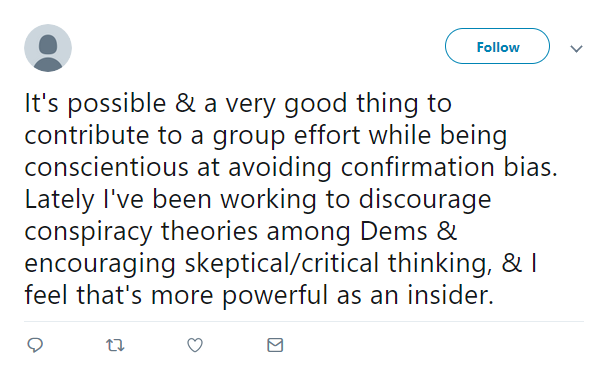 Follow
It's possible & a very good thing to
contribute to a group effort while being
conscientious at avoiding confirmation bias.
Lately I've been working to discourage
conspiracy theories among Dems &
encouraging skeptical/critical thinking, & I
feel that's more powerful as an insider.